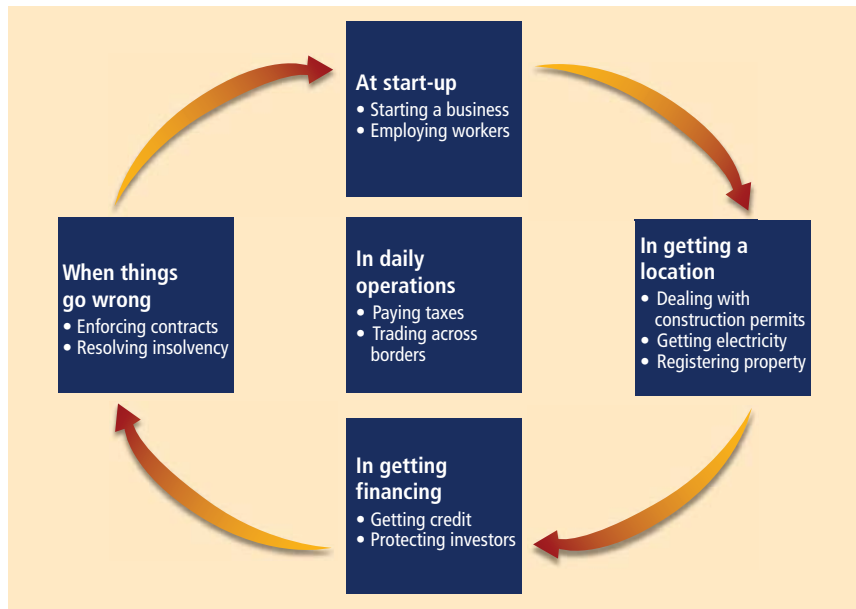 At start-up
• Starting a business
• Employing workers
When things
go wrong
• Enforcing contracts
• Resolving insolvency
In daily
operations
• Paying taxes
• Trading across
borders
In getting a
location
• Dealing with
construction permits
• Getting electricity
• Registering property
In getting
financing
• Getting credit
• Protecting investors